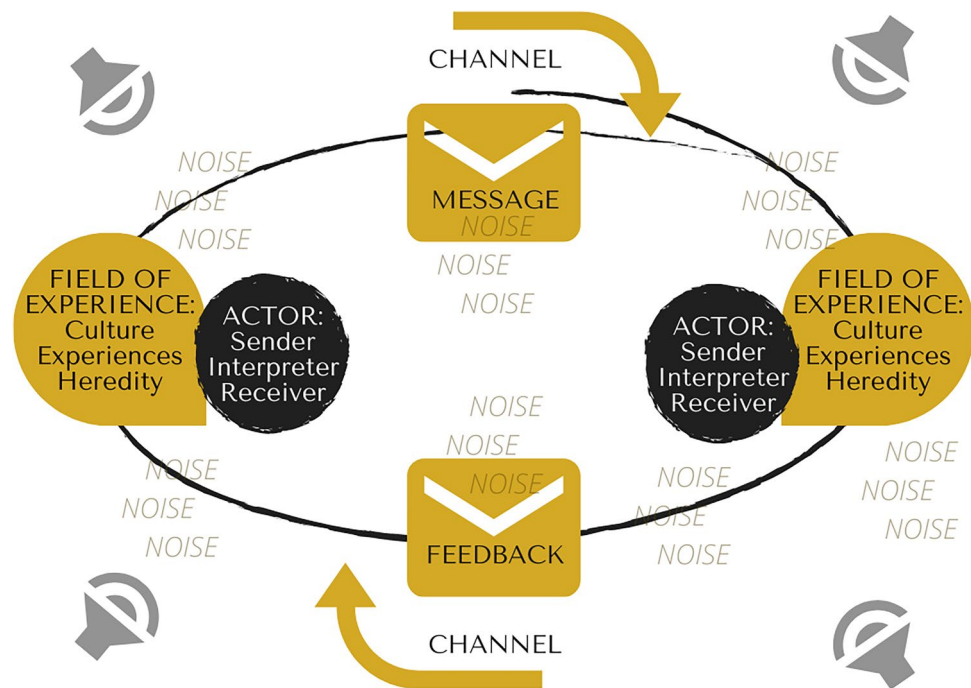 CHANNEL
NOISE
NOISE
NOISE
MESSAGE
NOISE
NOISE
NOISE
NOISE
NOISE
NOISE
FIELD OF
EXPERIENCE:
Culture
Experiences
Heredity
ACTOR:
Sender
Interpreter
Receiver
ACTOR:
Sender
Interpreter
Receiver
FIELD OF
EXPERIENCE:
Culture
Experiences
Heredity
NOISE
NOISE
NOISE
NOISE
NOISE
NOISE
FEEDBACK
NOISE
NOISE
NOISE
NOISE
NOISE
NOISE
CHANNEL